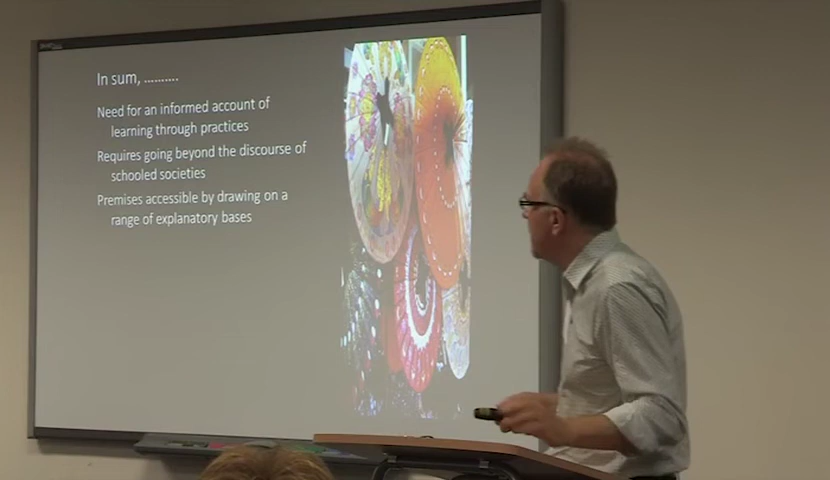 In sum, ..........
Need for an informed account of
learning through practices
Requires going beyond the discourse of
schooled societies
Premises accessible by drawing on a
range of explanatory bases